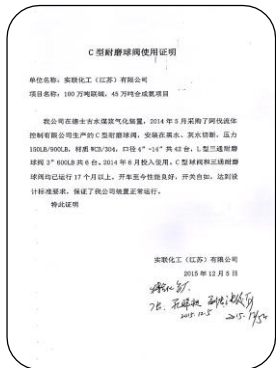 C型耐磨球阀使用证明
单位名称：实联化工（江苏）有限公司
项目名称：100万吨联碱，45万吨合成氨项目
我公司在德士古水煤浆气化装置，2014年5月采购了阿伐流体
控制有限公司生产的C型耐磨球阀，安装在黑水、灰水切断，压力
150LB/900LB，材质WCB/304，口径4"-14"共42台，L型三通耐磨
球阀3"600LB共6台。2014年6月投入使用，C型球阀和三通耐磨
球阀均已运行17个月以上，开车至今性能良好，开关自如，达到设
计标准要求，保证了我公司装置正常运行。
特此证明
实联化工（江苏）有限公司
2015年12月5日
2015.12.5